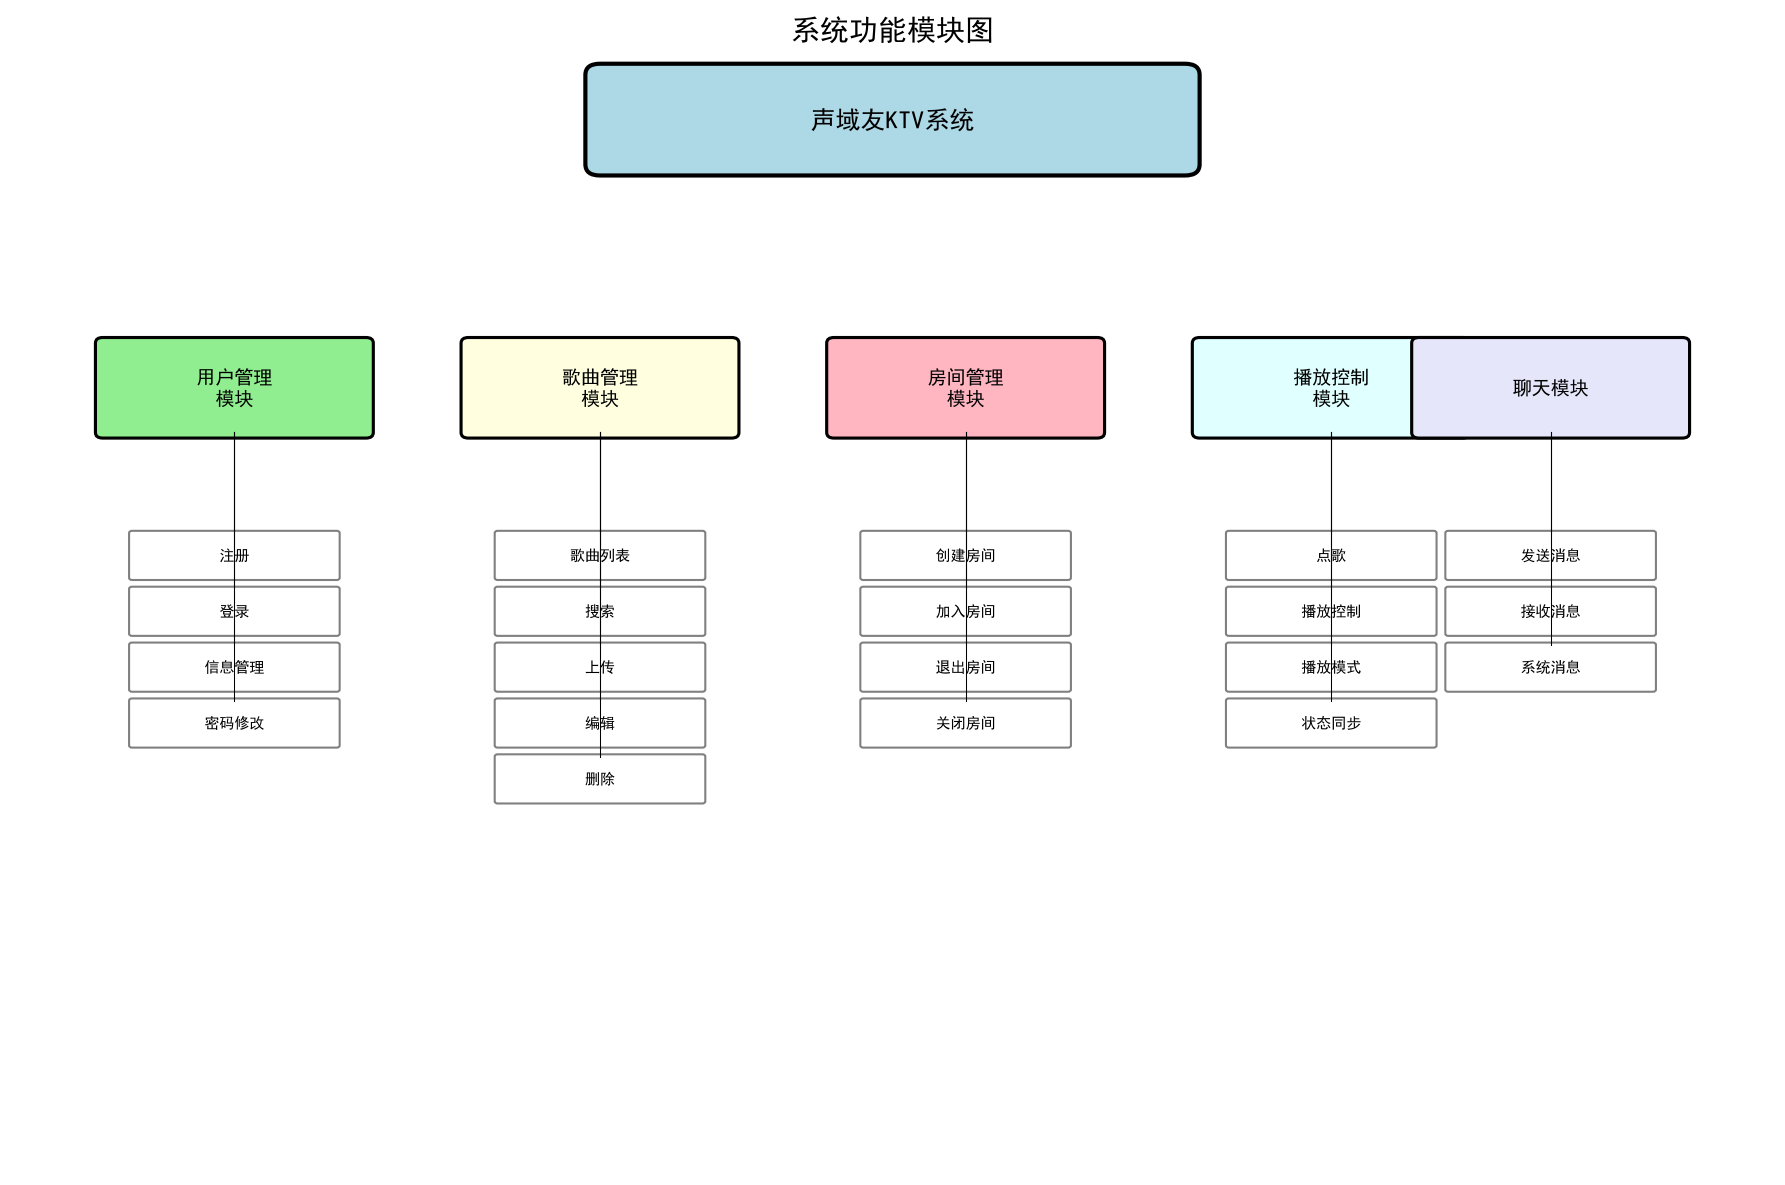 系统功能模块图
声域友KTV系统
用户管理
模块
歌曲管理
模块
房间管理
模块
播放控制
模块
聊天模块
注册
登录
信息管理
密码修改
歌曲列表
搜索
上传
编辑
删除
创建房间
加入房间
退出房间
关闭房间
点歌
播放控制
播放模式
状态同步
发送消息
接收消息
系统消息